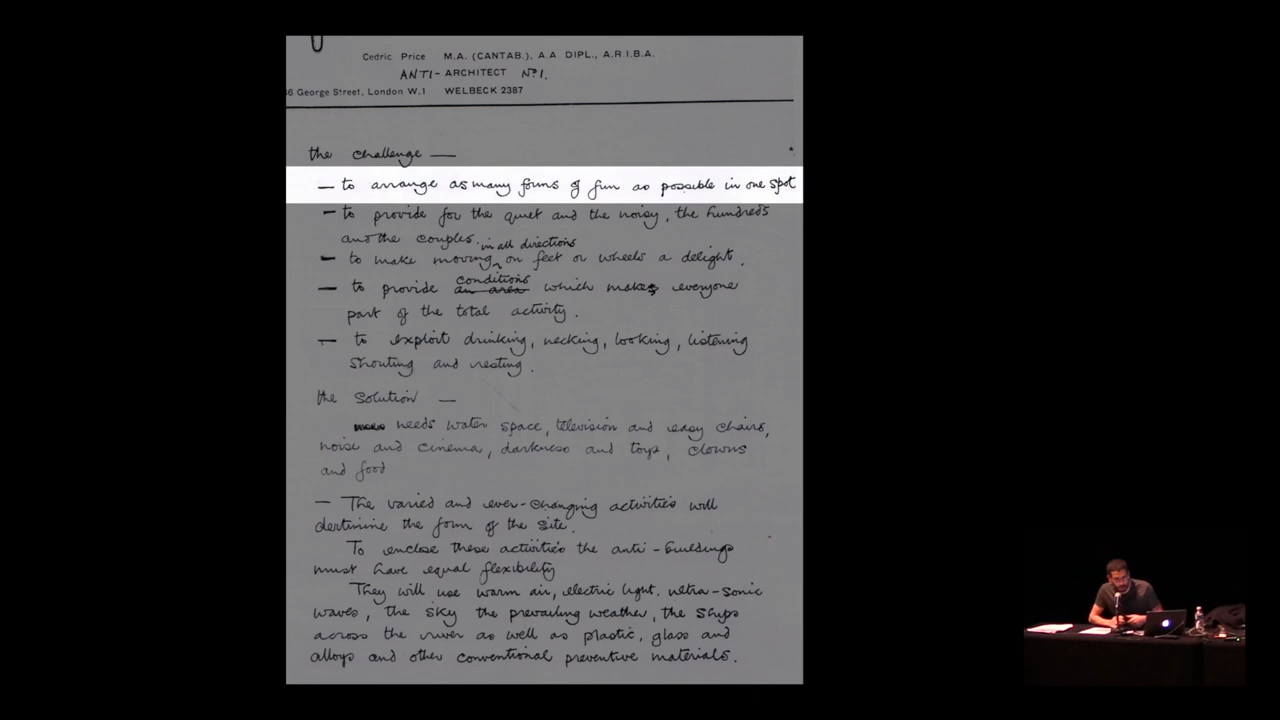 Cedric Price M.A. (CANTAB.), A.A DIPL., A.R.I.B.A.
ANTI-ARCHITECT Nº1.
36 George Street, London W.1 WELBECK 2387
the challenge —
— to arrange as many forms of fun as possible in one spot
— to provide for the quiet and the noisy, the hundreds
and the couples.
in all directions
— to make moving on feet or wheels a delight.
conditions
— to provide an area which makes everyone
part of the total activity.
— to exploit drinking, necking, looking, listening
shouting and resting.
the solution —
needs water space, television and easy chairs,
noise and cinema, darkness and toys, clowns
and food
— The varied and ever-changing activities will
dertimine the form of the site.
To enclose these activities the anti-buildings
must have equal flexibility
They will use warm air, electric light, ultra-sonic
waves, the sky the prevailing weather, the ships
across the river as well as plastic, glass and
alloys and other conventional preventive materials.